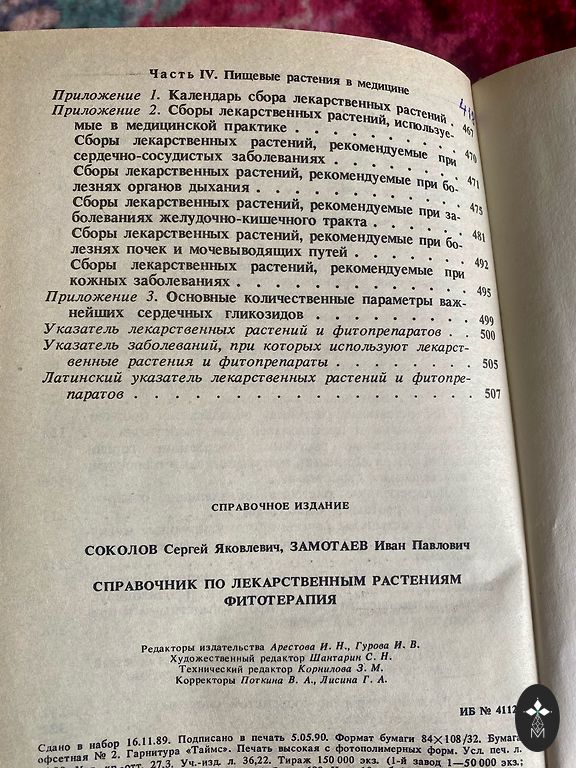 Часть IV. Пищевые растения в медицине
Приложение 1. Календарь сбора лекарственных растений 467
Приложение 2. Сборы лекарственных растений, используе-
мые в медицинской практике . . . . . . . . 470
Сборы лекарственных растений, рекомендуемые при
сердечно-сосудистых заболеваниях . . . . . . . 471
Сборы лекарственных растений, рекомендуемые при бо-
лезнях органов дыхания . . . . . . . . . . 475
Сборы лекарственных растений, рекомендуемые при за-
болеваниях желудочно-кишечного тракта . . . . . 481
Сборы лекарственных растений, рекомендуемые при бо-
лезнях почек и мочевыводящих путей . . . . . . 492
Сборы лекарственных растений, рекомендуемые при
кожных заболеваниях . . . . . . . . . . . 495
Приложение 3. Основные количественные параметры важ-
нейших сердечных гликозидов . . . . . . . . 499
Указатель лекарственных растений и фитопрепаратов . . 500
Указатель заболеваний, при которых используют лекарст-
венные растения и фитопрепараты . . . . . . . 505
Латинский указатель лекарственных растений и фитопре-
паратов . . . . . . . . . . . . . . . 507
СПРАВОЧНОЕ ИЗДАНИЕ
СОКОЛОВ Сергей Яковлевич, ЗАМОТАЕВ Иван Павлович
СПРАВОЧНИК ПО ЛЕКАРСТВЕННЫМ РАСТЕНИЯМ
ФИТОТЕРАПИЯ
Редакторы издательства Арестова И. Н., Гурова И. В.
Художественный редактор Шантарин С. Н.
Технический редактор Корнилова З. М.
Корректоры Поткина В. А., Лисина Г. А.
ИБ № 4112
Сдано в набор 16.11.89. Подписано в печать 5.05.90. Формат бумаги 84×108/32. Бумага
офсетная № 2. Гарнитура «Таймс». Печать высокая с фотополимерных форм. Усл. печ. л.
кр.-отт. 27,3. Уч.-изд. л. 36,22. Тираж 150 000 экз. (1-й завод 1—50 000 экз.;